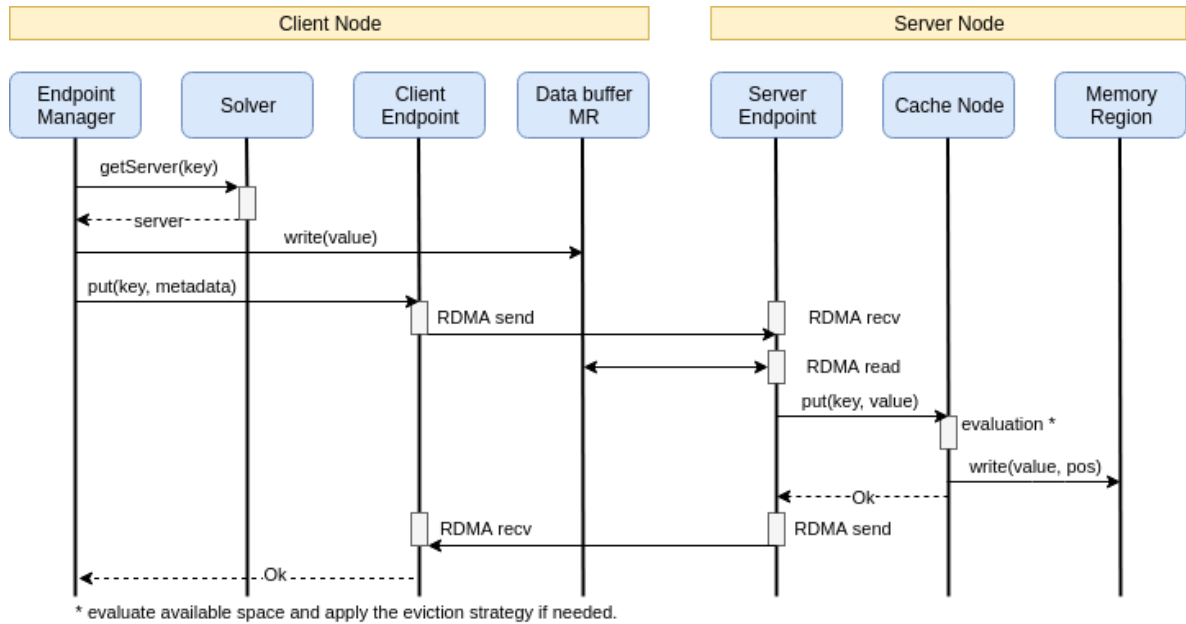 Client Node
Server Node
Endpoint
Manager
Solver
Client
Endpoint
Data buffer
MR
Server
Endpoint
Cache Node
Memory
Region
getServer(key)
server
write(value)
put(key, metadata)
RDMA send
RDMA recv
RDMA read
put(key, value)
evaluation *
write(value, pos)
Ok
RDMA recv
RDMA send
Ok
* evaluate available space and apply the eviction strategy if needed.